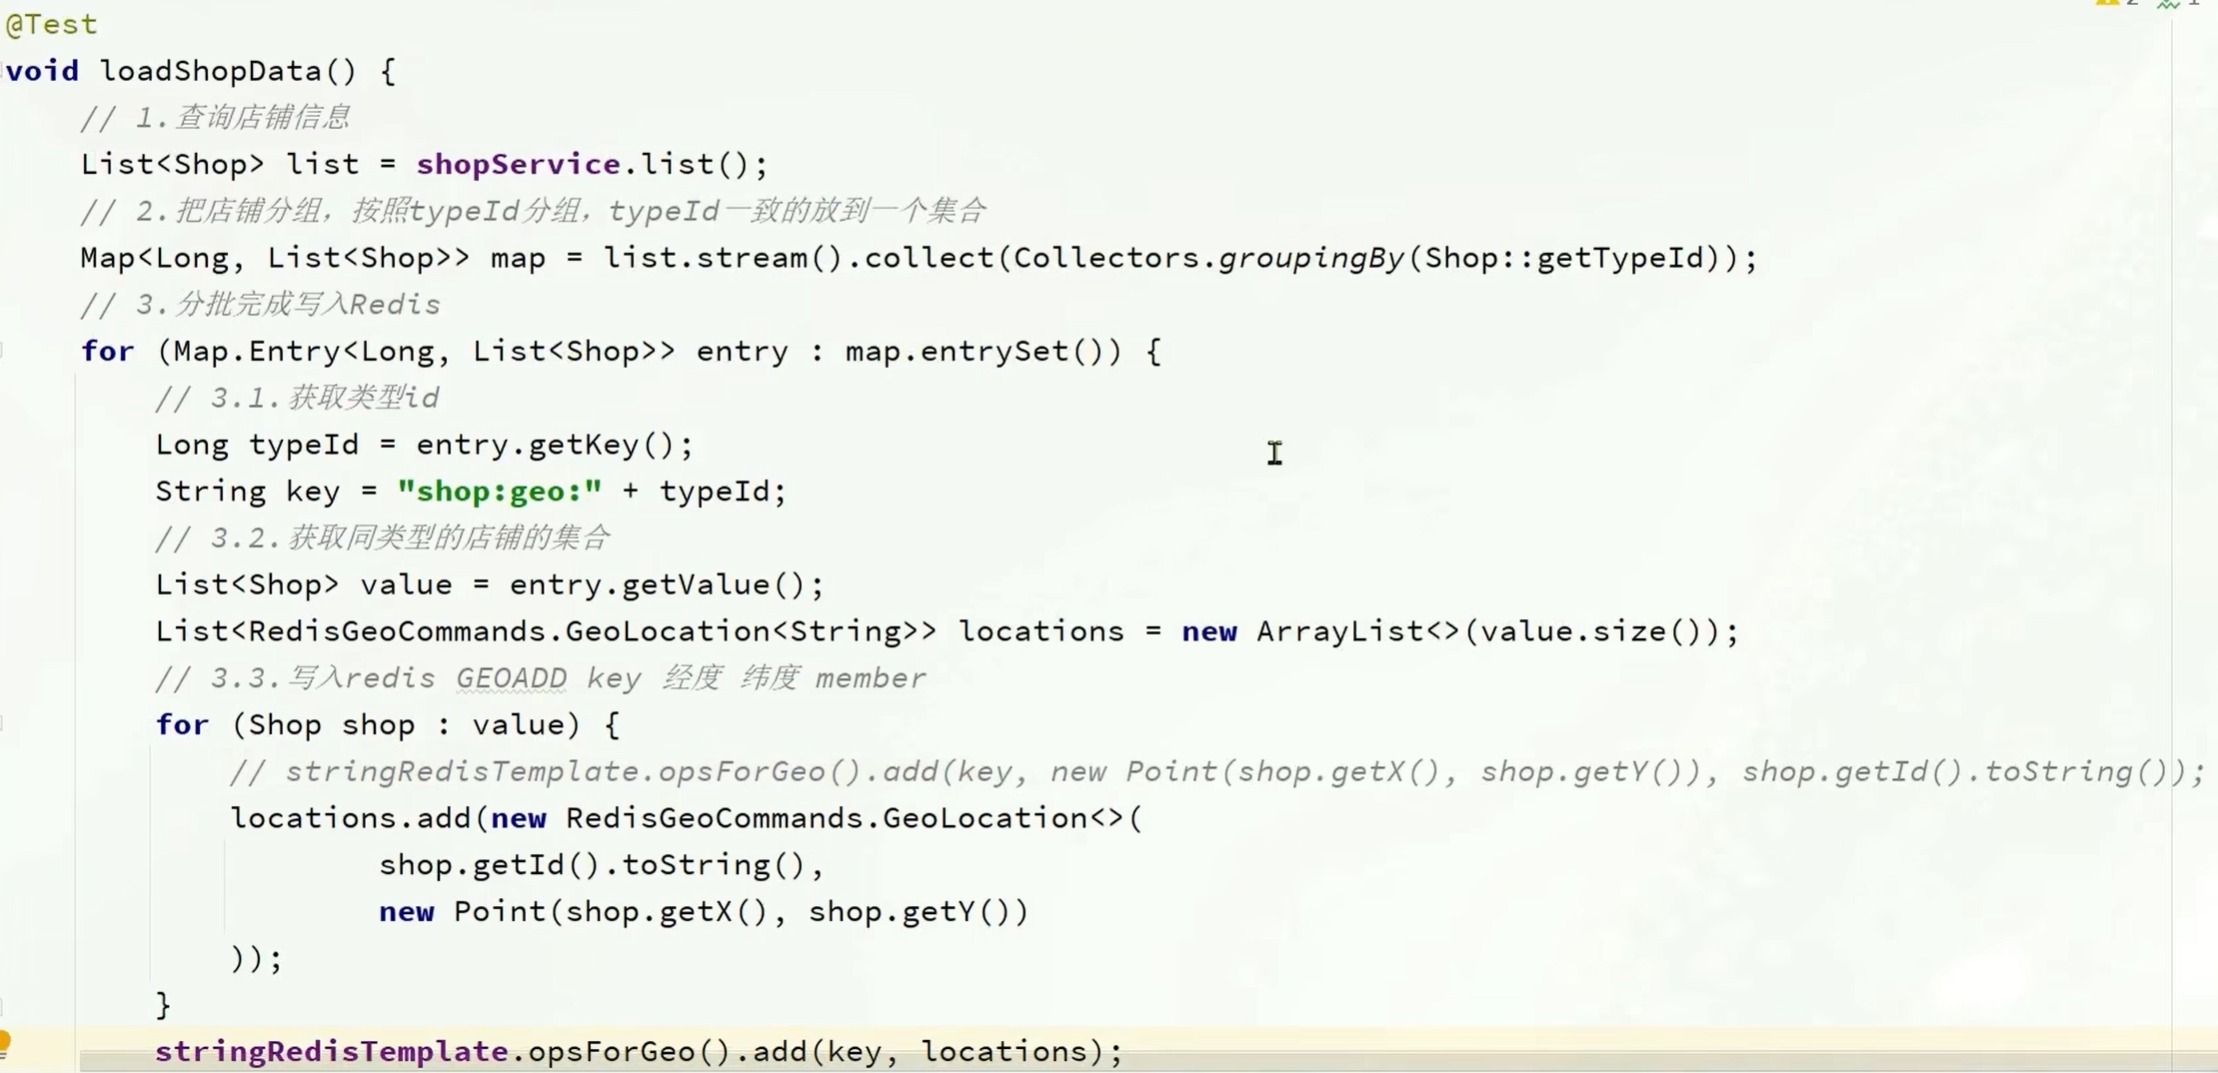 @Test
void loadShopData() {
// 1.查询店铺信息
List<Shop> list = shopService.list();
// 2.把店铺分组，按照typeId分组，typeId一致的放到一个集合
Map<Long, List<Shop>> map = list.stream().collect(Collectors.groupingBy(Shop::getTypeId));
// 3.分批完成写入Redis
for (Map.Entry<Long, List<Shop>> entry : map.entrySet()) {
// 3.1.获取类型id
Long typeId = entry.getKey();
String key = "shop:geo:" + typeId;
// 3.2.获取同类型的店铺的集合
List<Shop> value = entry.getValue();
List<RedisGeoCommands.GeoLocation<String>> locations = new ArrayList<>(value.size());
// 3.3.写入redis GEOADD key 经度 纬度 member
for (Shop shop : value) {
// stringRedisTemplate.opsForGeo().add(key, new Point(shop.getX(), shop.getY()), shop.getId().toString());
locations.add(new RedisGeoCommands.GeoLocation<>(
shop.getId().toString(),
new Point(shop.getX(), shop.getY())
));
}
stringRedisTemplate.opsForGeo().add(key, locations);